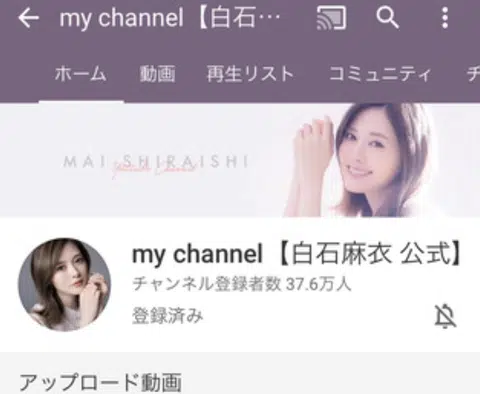 my channel【白石…
ホーム 動画 再生リスト コミュニティ チ
MAI SHIRAISHI
Youtube Channel
my channel【白石麻衣 公式】
チャンネル登録者数 37.6万人
登録済み
アップロード動画